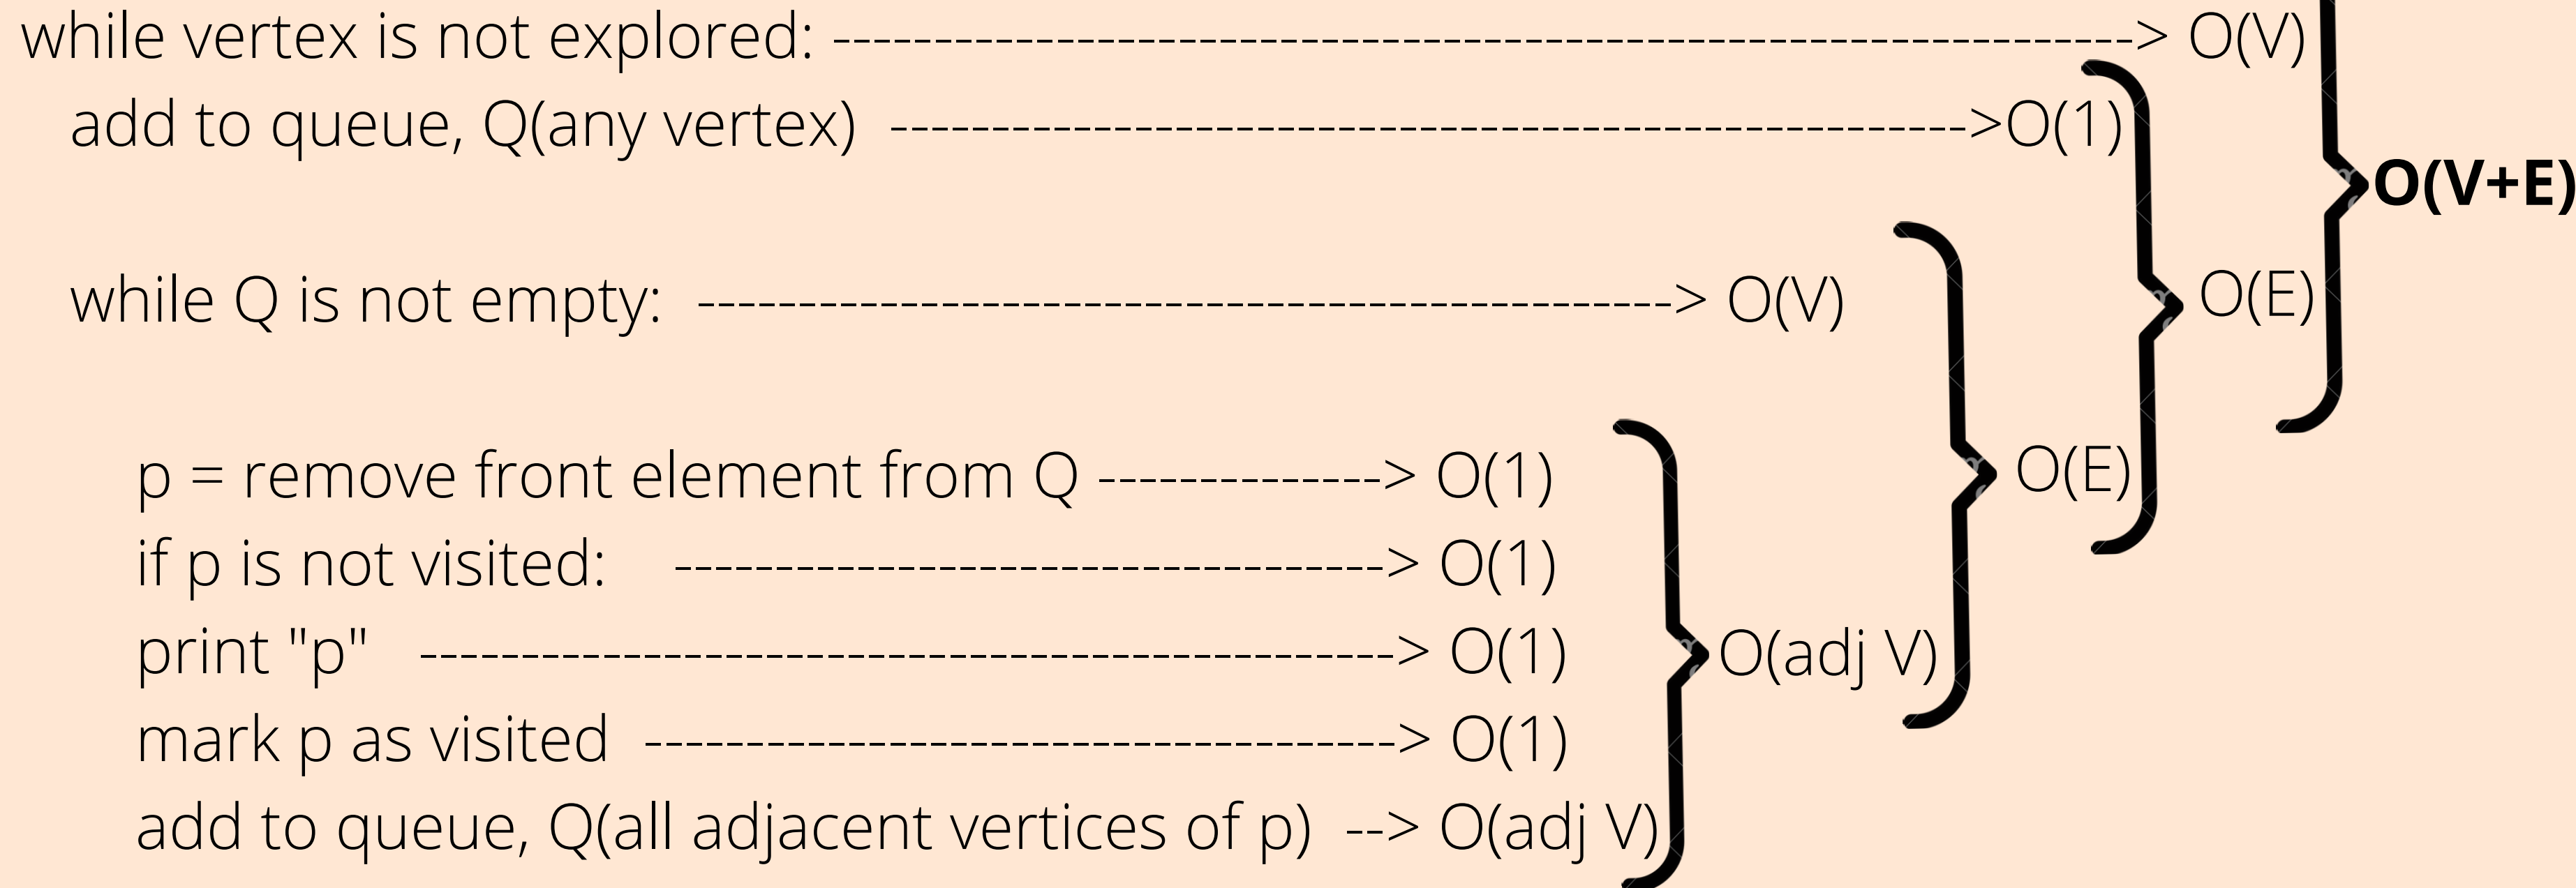 while vertex is not explored: ----------------------------------------------------------------> O(V)
add to queue, Q(any vertex) ----------------------------------------------------->O(1)
O(V+E)
while Q is not empty: ------------------------------------------------> O(V)
O(E)
p = remove front element from Q --------------> O(1)
O(E)
if p is not visited: -----------------------------------> O(1)
print "p" ------------------------------------------------> O(1)
O(adj V)
mark p as visited -------------------------------------> O(1)
add to queue, Q(all adjacent vertices of p) --> O(adj V)